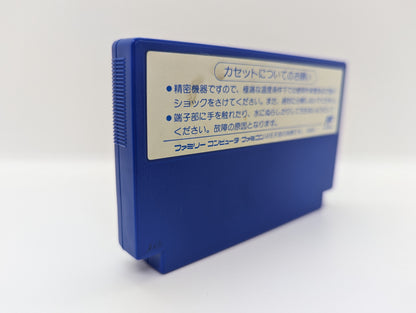 カセットについてのお願い
●精密機器ですので、極端な温度条件下での使用や保管および強い
ショックをさけてください。また、絶対に分解しないでください。
●端子部に手を触れたり、水にぬらしたりして汚さないようにして
ください。故障の原因となります。
ファミリーコンピュータ ファミコン